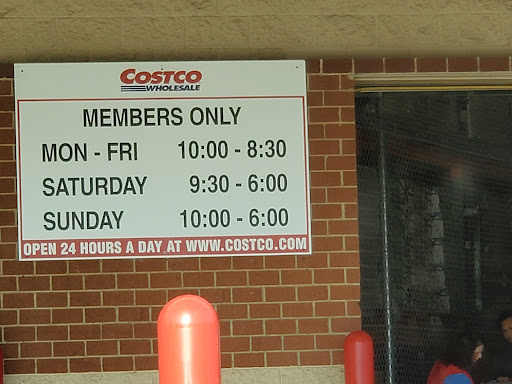 COSTCO
WHOLESALE
MEMBERS ONLY
MON - FRI 10:00 - 8:30
SATURDAY 9:30 - 6:00
SUNDAY 10:00 - 6:00
OPEN 24 HOURS A DAY AT WWW.COSTCO.COM